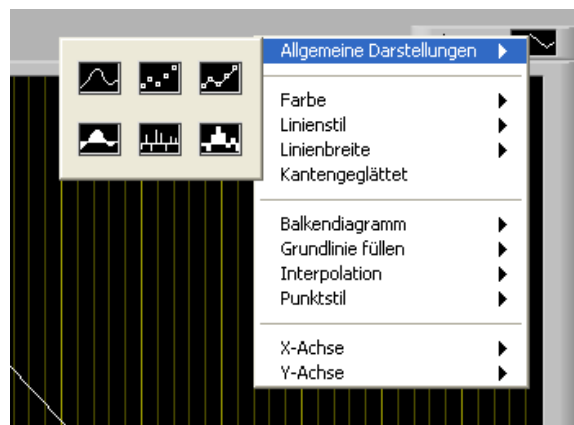 Allgemeine Darstellungen
Farbe
Linienstil
Linienbreite
Kantengeglättet
Balkendiagramm
Grundlinie füllen
Interpolation
Punktstil
X-Achse
Y-Achse